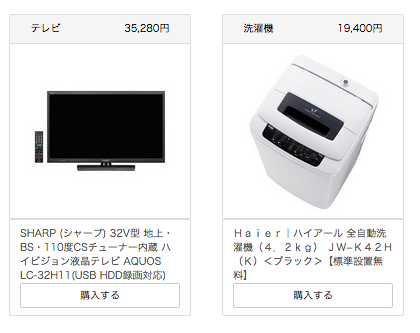 テレビ 35,280円
SHARP (シャープ) 32V型 地上・
BS・110度CSチューナー内蔵 ハ
イビジョン液晶テレビ AQUOS
LC-32H11(USB HDD録画対応)
購入する
洗濯機 19,400円
Ｈａｉｅｒ｜ハイアール 全自動洗
濯機（４．２ｋｇ） ＪＷ−Ｋ４２Ｈ
（Ｋ）＜ブラック＞【標準設置無
料】
購入する